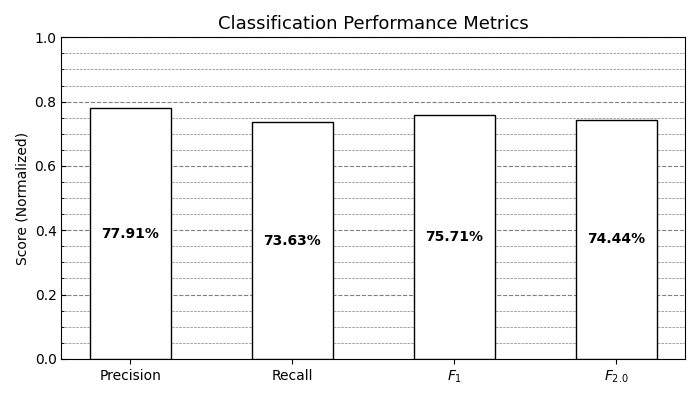 Classification Performance Metrics
Score (Normalized)
1.0
0.8
0.6
0.4
0.2
0.0
77.91%
73.63%
75.71%
74.44%
Precision
Recall
F₁
F₂.₀